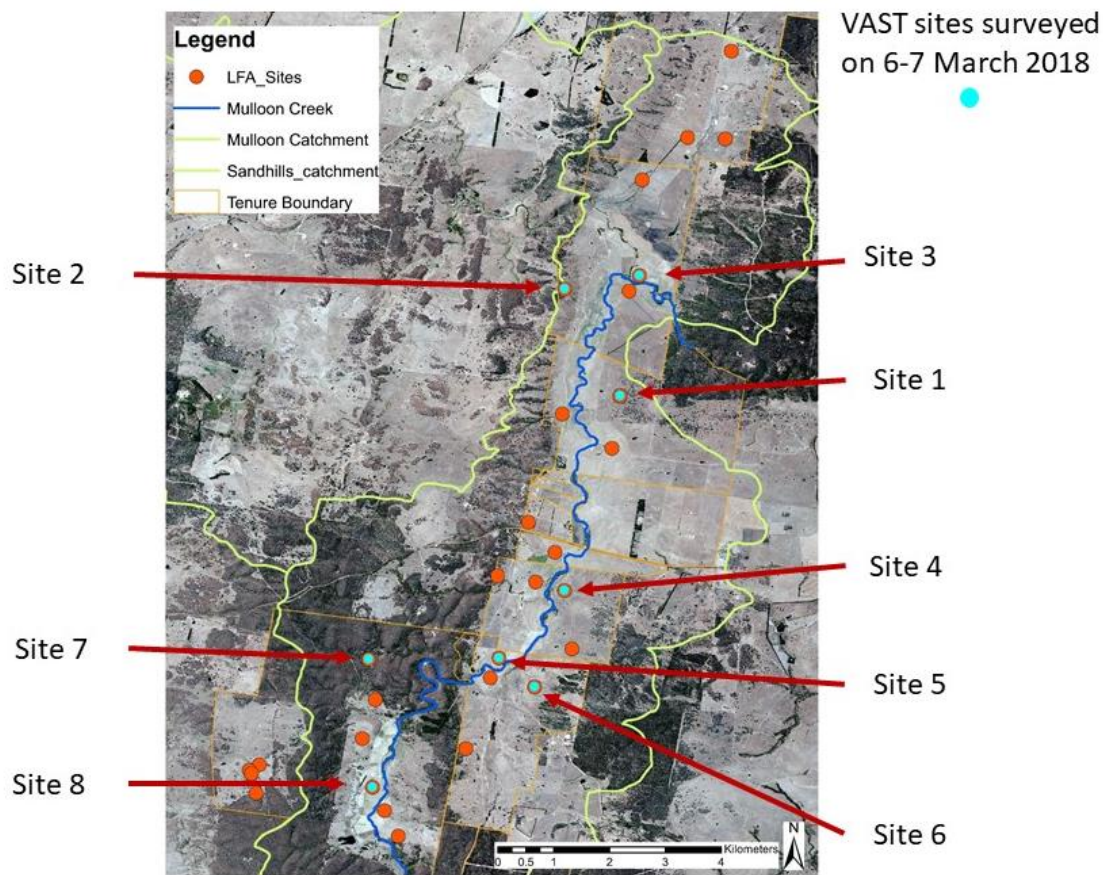 VAST sites surveyed
on 6-7 March 2018
Legend
LFA_Sites
Mulloon Creek
Mulloon Catchment
Sandhills_catchment
Tenure Boundary
Site 2
Site 3
Site 1
Site 4
Site 7
Site 5
Site 8
Site 6
N
Kilometers
0 0.5 1 2 3 4